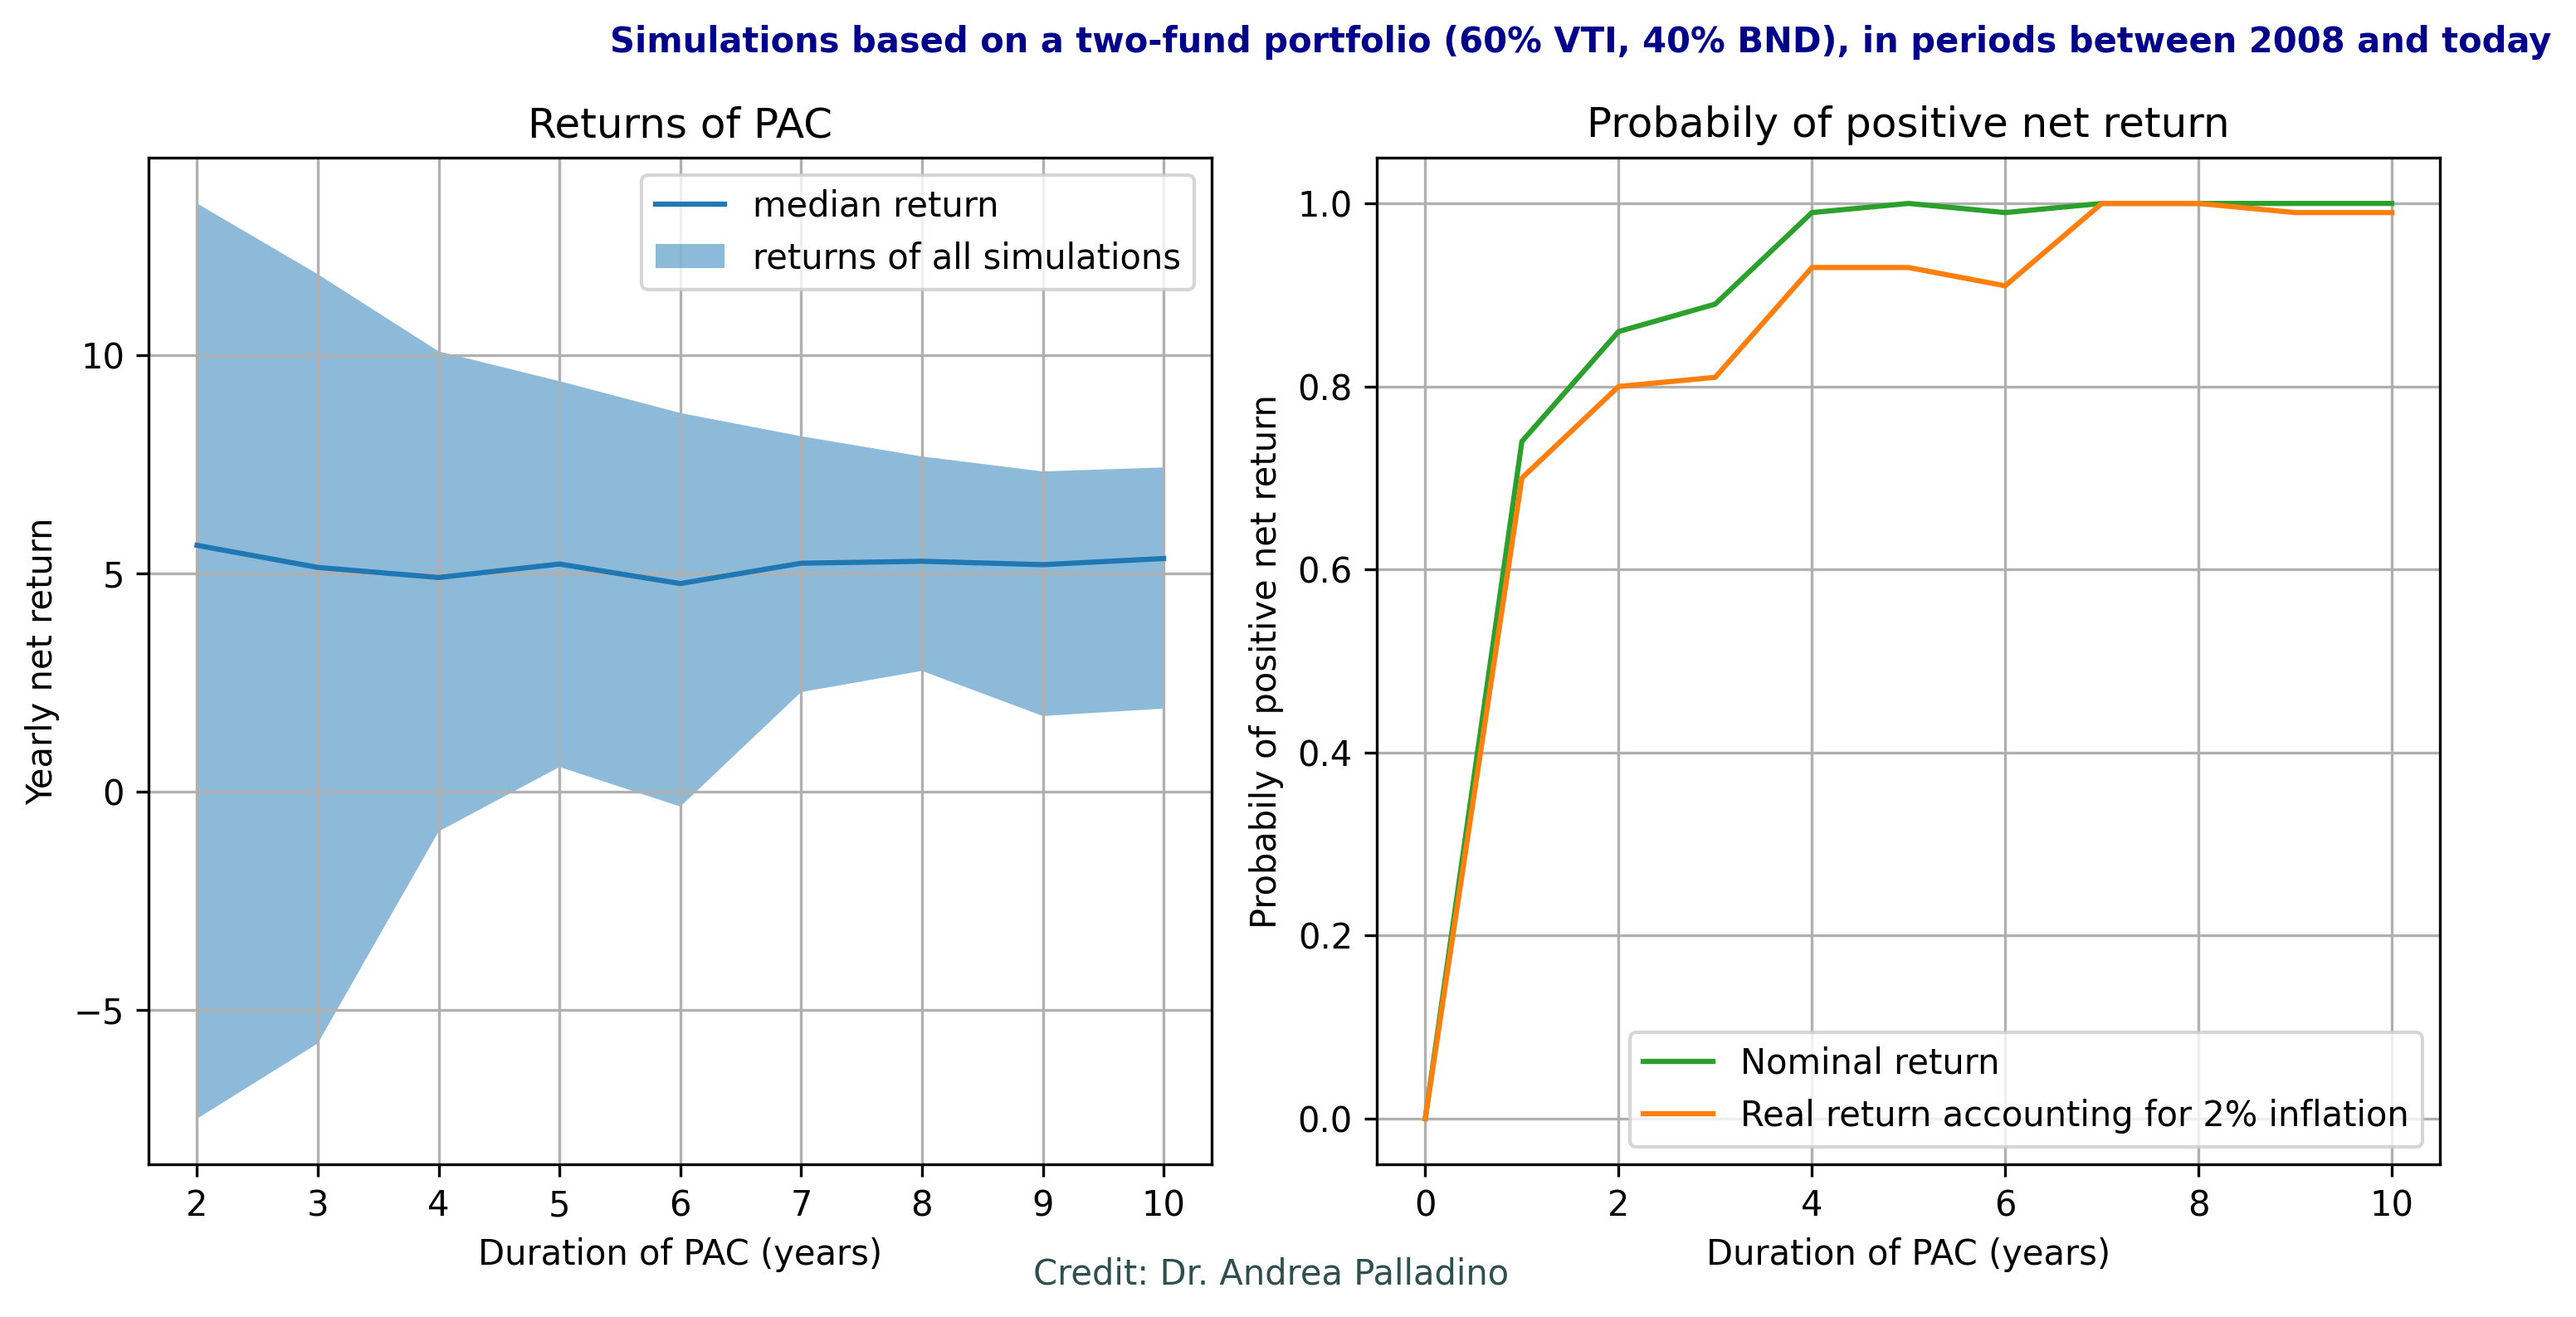 Simulations based on a two-fund portfolio (60% VTI, 40% BND), in periods between 2008 and today
Returns of PAC
median return
returns of all simulations
10
5
0
−5
Yearly net return
2 3 4 5 6 7 8 9 10
Duration of PAC (years)
Probabily of positive net return
1.0
0.8
0.6
0.4
0.2
0.0
Probabily of positive net return
Nominal return
Real return accounting for 2% inflation
0 2 4 6 8 10
Duration of PAC (years)
Credit: Dr. Andrea Palladino